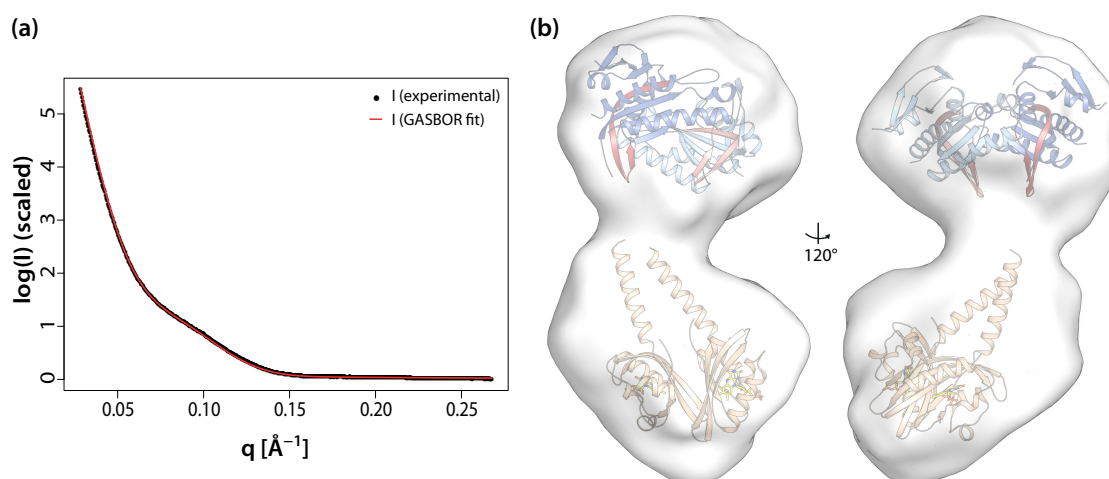 (a)
log(I) (scaled)
5
4
3
2
1
0
0.05 0.10 0.15 0.20 0.25
q [Å⁻¹]
I (experimental)
I (GASBOR fit)
(b)
120°